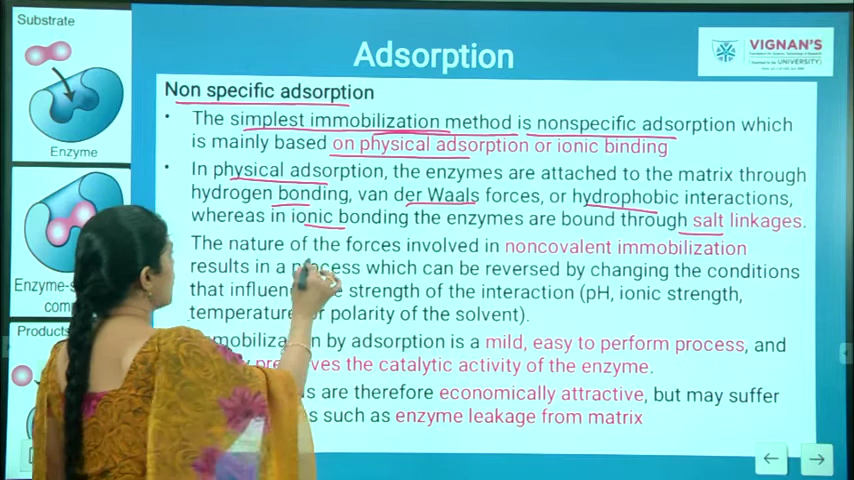 Substrate
Adsorption
VIGNAN'S
UNIVERSITY
Non specific adsorption
• The simplest immobilization method is nonspecific adsorption which
is mainly based on physical adsorption or ionic binding
• In physical adsorption, the enzymes are attached to the matrix through
hydrogen bonding, van der Waals forces, or hydrophobic interactions,
whereas in ionic bonding the enzymes are bound through salt linkages.
Enzyme
The nature of the forces involved in noncovalent immobilization
results in a process which can be reversed by changing the conditions
that influen strength of the interaction (pH, ionic strength,
temperature or polarity of the solvent).
Enzyme-s
com
mobilization by adsorption is a mild, easy to perform process, and
Products
ves the catalytic activity of the enzyme.
are therefore economically attractive, but may suffer
such as enzyme leakage from matrix